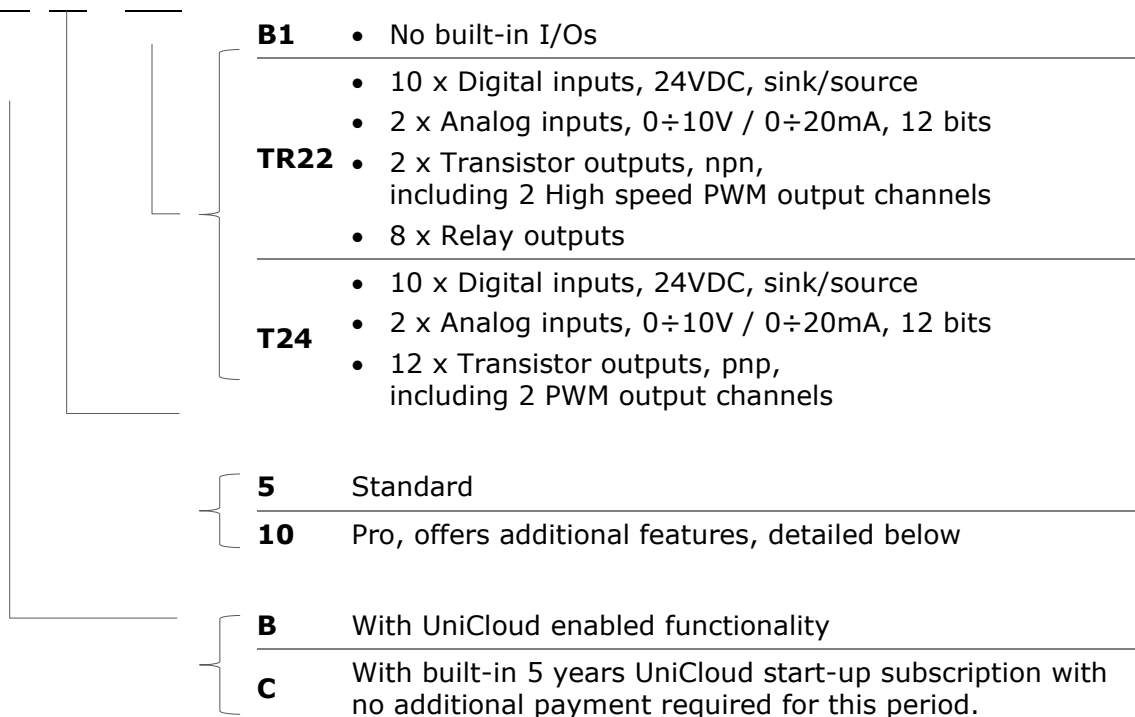 B1 • No built-in I/Os
• 10 x Digital inputs, 24VDC, sink/source
• 2 x Analog inputs, 0÷10V / 0÷20mA, 12 bits
TR22 • 2 x Transistor outputs, npn,
including 2 High speed PWM output channels
• 8 x Relay outputs
• 10 x Digital inputs, 24VDC, sink/source
• 2 x Analog inputs, 0÷10V / 0÷20mA, 12 bits
T24
• 12 x Transistor outputs, pnp,
including 2 PWM output channels
5 Standard
10 Pro, offers additional features, detailed below
B With UniCloud enabled functionality
C With built-in 5 years UniCloud start-up subscription with
no additional payment required for this period.